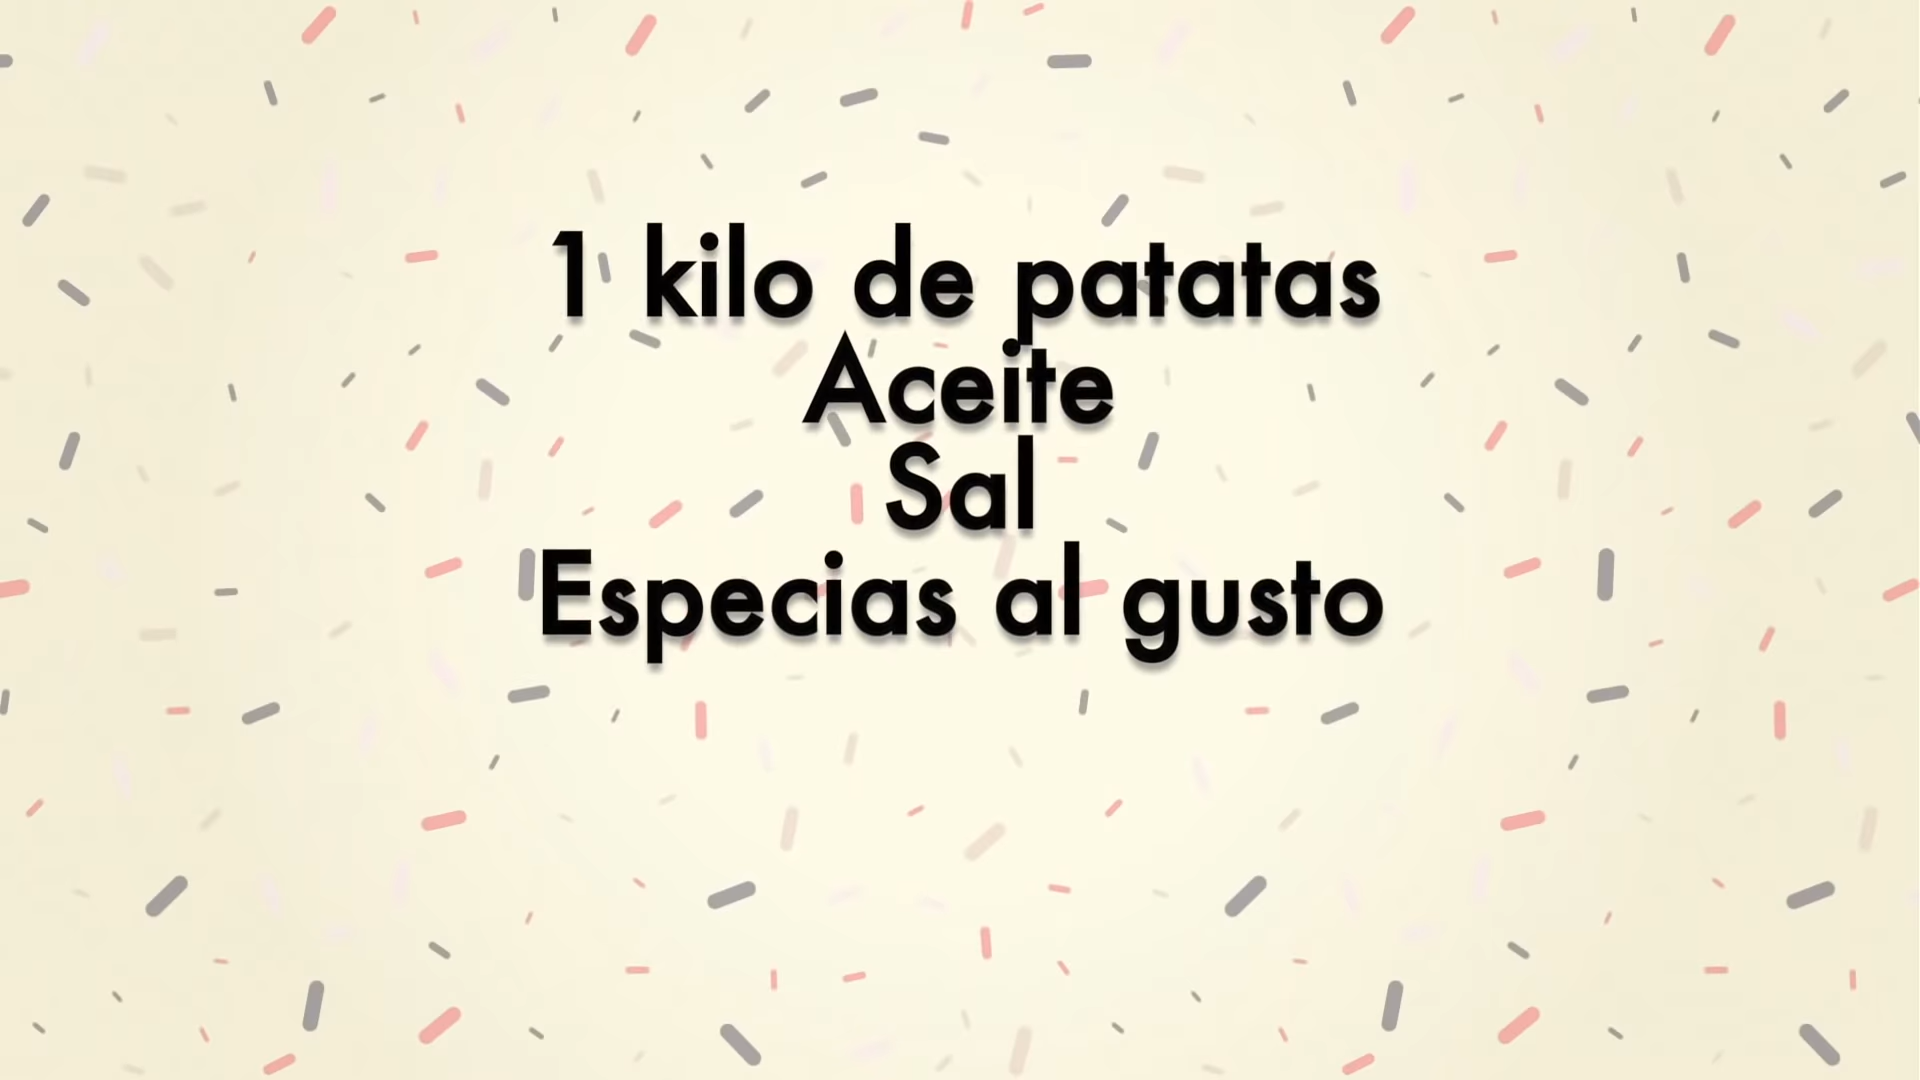 1 kilo de patatas
Aceite
Sal
Especias al gusto